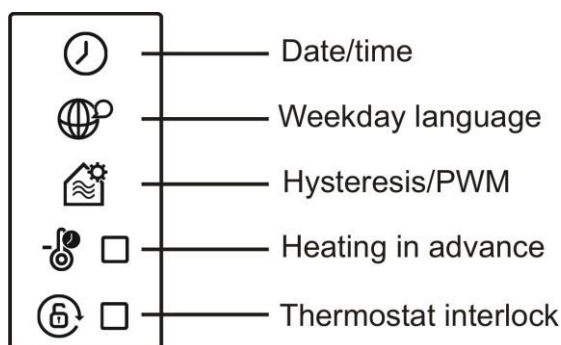 Date/time
Weekday language
Hysteresis/PWM
Heating in advance
Thermostat interlock